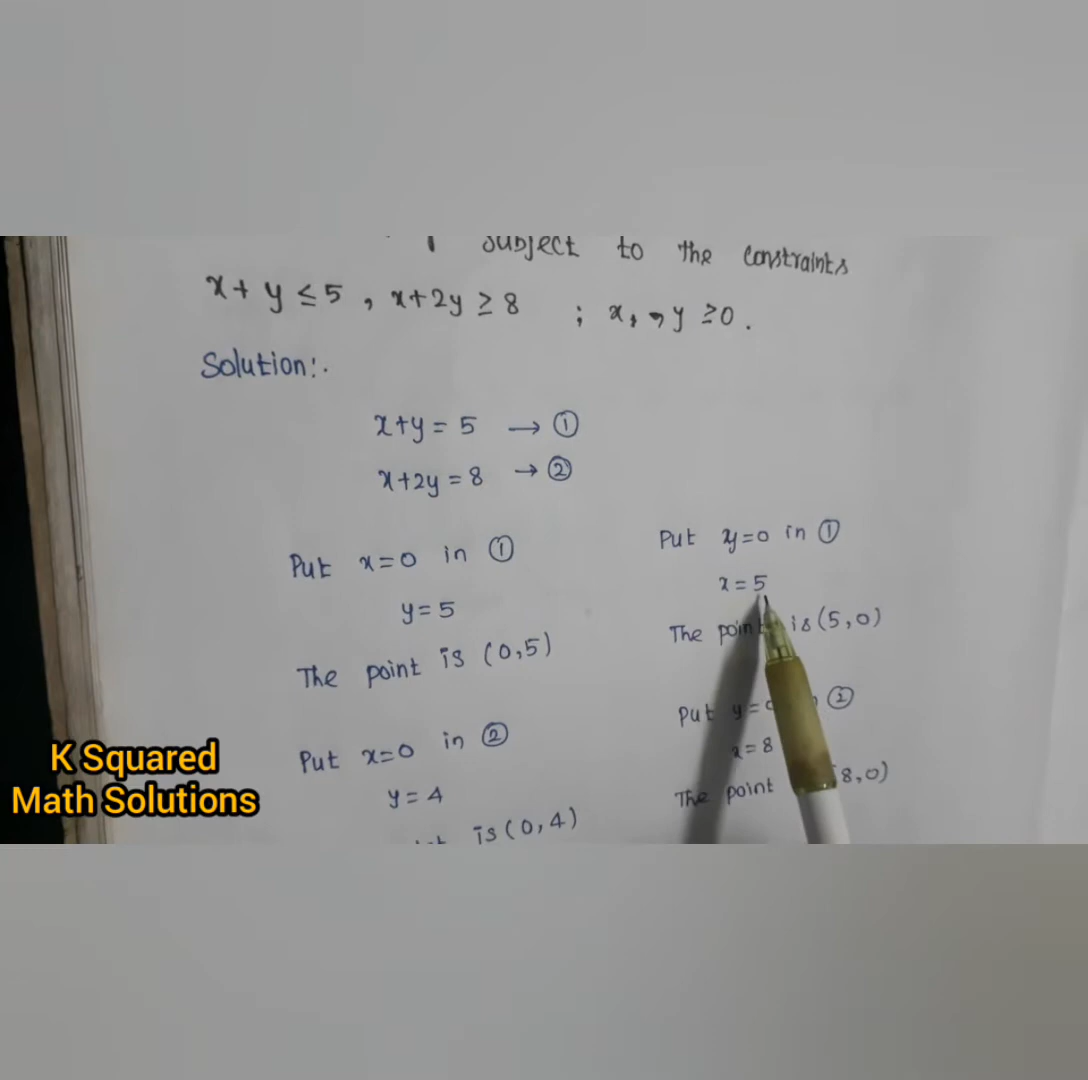 subject to the constraints
x + y ≤ 5 , x + 2y ≥ 8 ; x, , y ≥ 0 .
Solution:.
x + y = 5 → ①
x + 2y = 8 → ②
Put x = 0 in ①
y = 5
The point is (0,5)
Put y = 0 in ①
x = 5
The point is (5,0)
Put x = 0 in ②
y = 4
is (0,4)
Put y = ②
x = 8
The point 8,0)
K Squared
Math Solutions